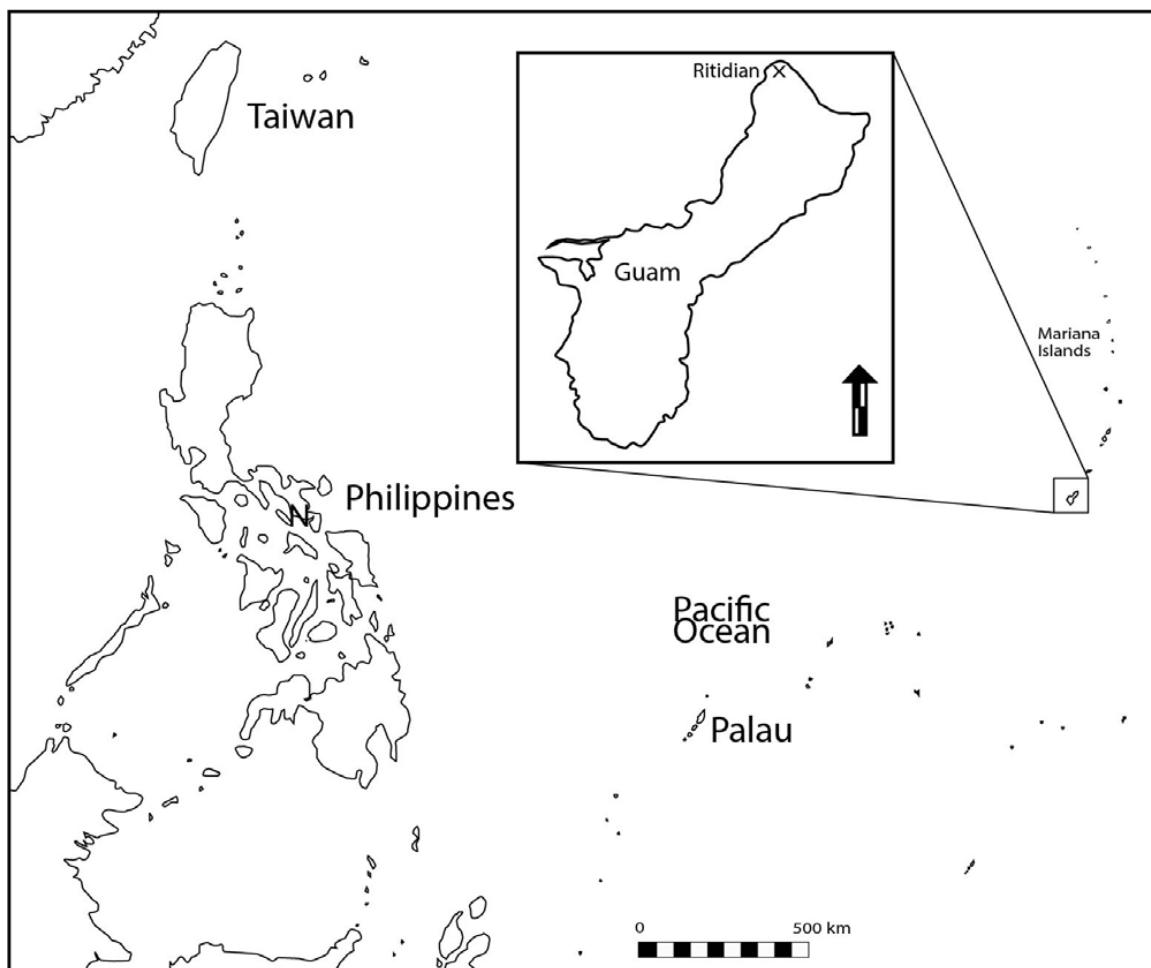 Ritidian
Taiwan
Guam
Mariana
Islands
Philippines
N
Pacific
Ocean
Palau
0 500 km